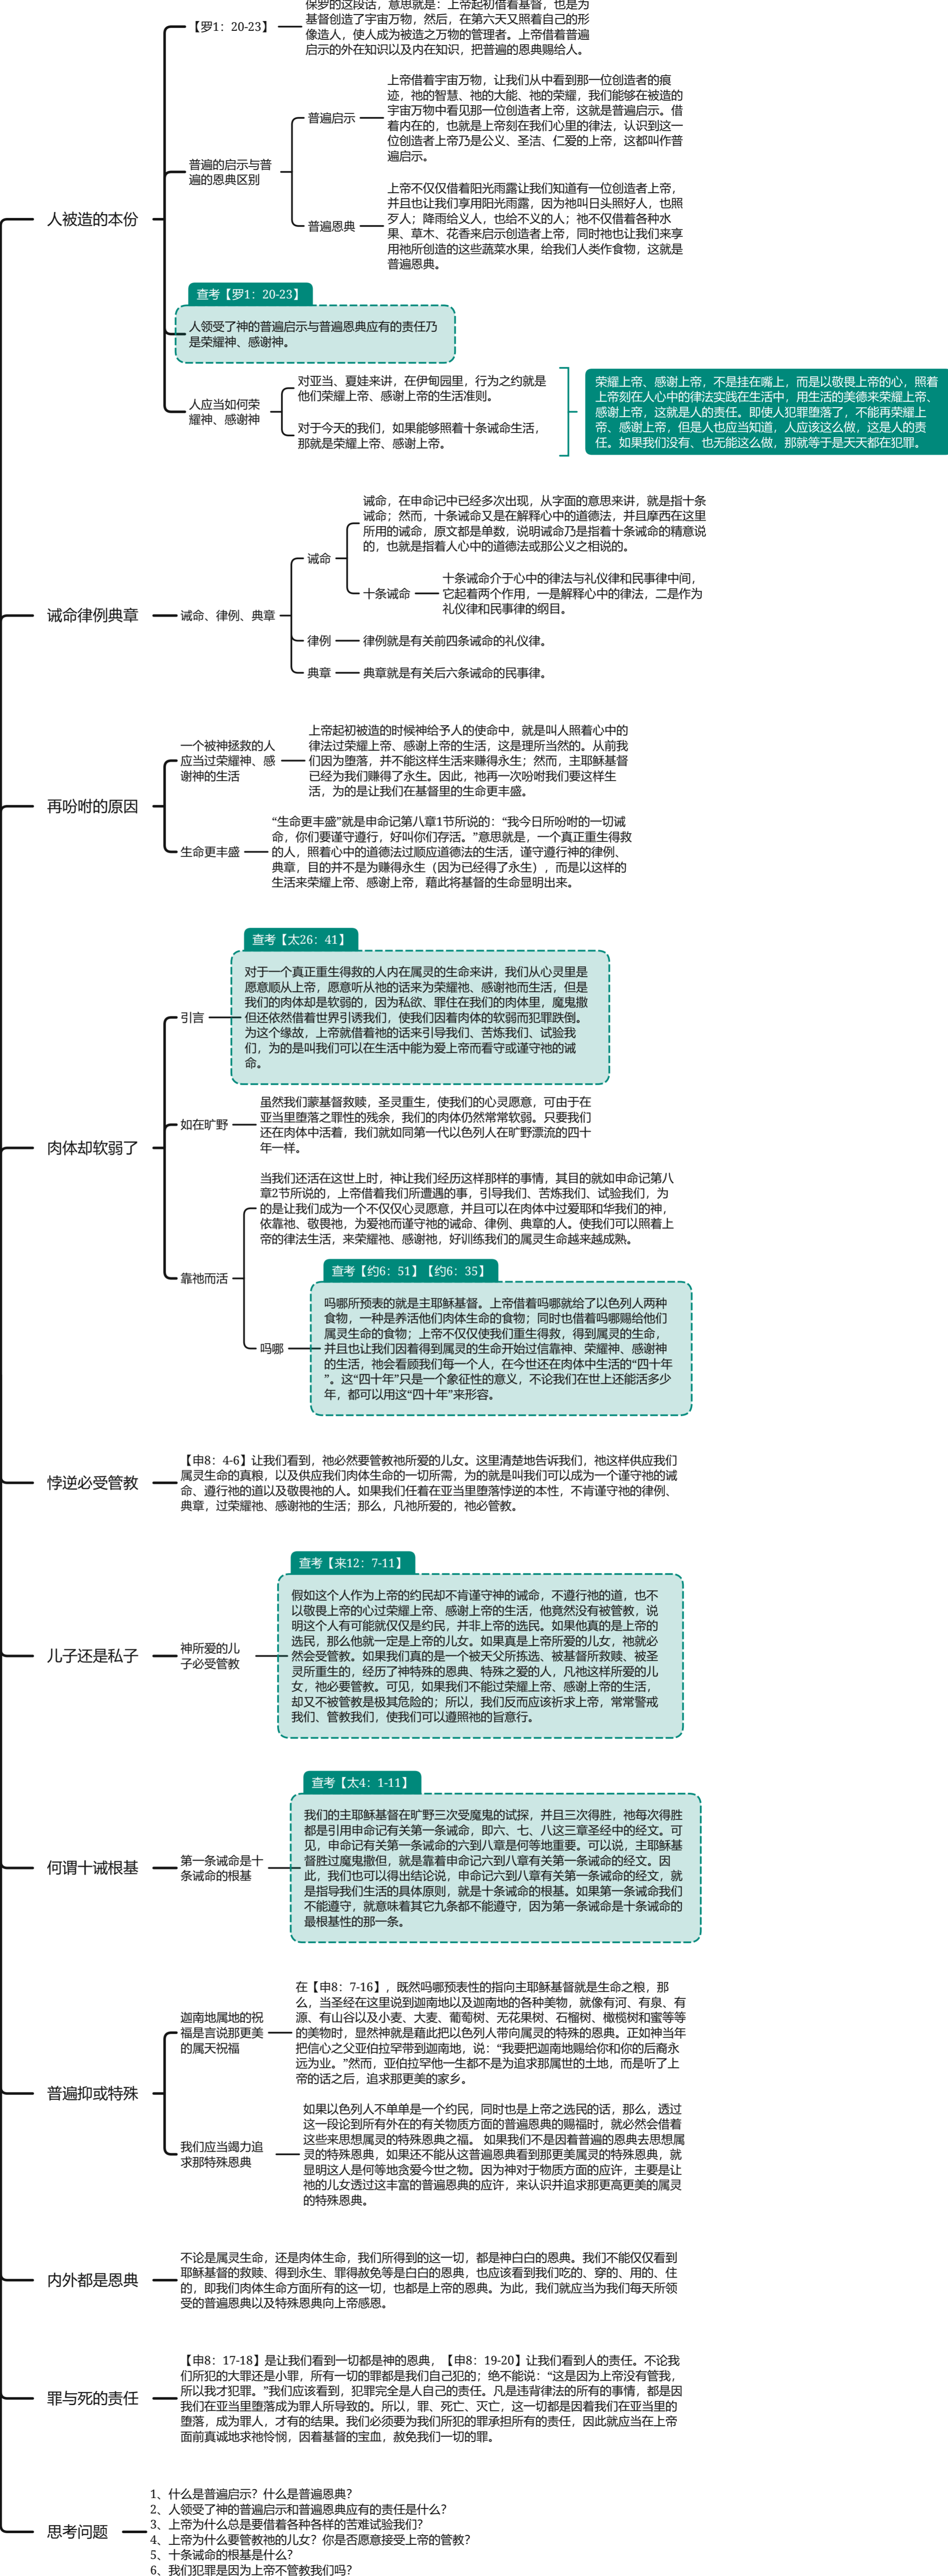 保罗的这段话，意思就是：上帝起初借着基督，也是为
基督创造了宇宙万物，然后，在第六天又照着自己的形
像造人，使人成为被造之万物的管理者。上帝借着普遍
启示的外在知识以及内在知识，把普遍的恩典赐给人。
【罗1：20-23】
上帝借着宇宙万物，让我们从中看到那一位创造者的痕
迹，祂的智慧、祂的大能、祂的荣耀，我们能够在被造的
宇宙万物中看见那一位创造者上帝，这就是普遍启示。借
着内在的，也就是上帝刻在我们心里的律法，认识到这一
位创造者上帝乃是公义、圣洁、仁爱的上帝，这都叫作普
遍启示。
普遍启示
普遍的启示与普
遍的恩典区别
上帝不仅仅借着阳光雨露让我们知道有一位创造者上帝，
并且也让我们享用阳光雨露，因为祂叫日头照好人，也照
歹人；降雨给义人，也给不义的人；祂不仅借着各种水
果、草木、花香来启示创造者上帝，同时祂也让我们来享
用祂所创造的这些蔬菜水果，给我们人类作食物，这就是
普遍恩典。
普遍恩典
人被造的本份
查考【罗1：20-23】
人领受了神的普遍启示与普遍恩典应有的责任乃
是荣耀神、感谢神。
人应当如何荣
耀神、感谢神
对亚当、夏娃来讲，在伊甸园里，行为之约就是
他们荣耀上帝、感谢上帝的生活准则。
对于今天的我们，如果能够照着十条诫命生活，
那就是荣耀上帝、感谢上帝。
荣耀上帝、感谢上帝，不是挂在嘴上，而是以敬畏上帝的心，照着
上帝刻在人心中的律法实践在生活中，用生活的美德来荣耀上帝、
感谢上帝，这就是人的责任。即使人犯罪堕落了，不能再荣耀上
帝、感谢上帝，但是人也应当知道，人应该这么做，这是人的责
任。如果我们没有、也无能这么做，那就等于是天天都在犯罪。
诫命律例典章
诫命、律例、典章
诫命
诫命，在申命记中已经多次出现，从字面的意思来讲，就是指十条
诫命；然而，十条诫命又是在解释心中的道德法，并且摩西在这里
所用的诫命，原文都是单数，说明诫命乃是指着十条诫命的精意说
的，也就是指着人心中的道德法或那公义之相说的。
十条诫命
十条诫命介于心中的律法与礼仪律和民事律中间，
它起着两个作用，一是解释心中的律法，二是作为
礼仪律和民事律的纲目。
律例
律例就是有关前四条诫命的礼仪律。
典章
典章就是有关后六条诫命的民事律。
再吩咐的原因
一个被神拯救的人
应当过荣耀神、感
谢神的生活
上帝起初被造的时候神给予人的使命中，就是叫人照着心中的
律法过荣耀上帝、感谢上帝的生活，这是理所当然的。从前我
们因为堕落，并不能这样生活来赚得永生；然而，主耶稣基督
已经为我们赚得了永生。因此，祂再一次吩咐我们要这样生
活，为的是让我们在基督里的生命更丰盛。
生命更丰盛
“生命更丰盛”就是申命记第八章1节所说的：“我今日所吩咐的一切诫
命，你们要谨守遵行，好叫你们存活。”意思就是，一个真正重生得救
的人，照着心中的道德法过顺应道德法的生活，谨守遵行神的律例、
典章，目的并不是为赚得永生（因为已经得了永生），而是以这样的
生活来荣耀上帝、感谢上帝，藉此将基督的生命显明出来。
肉体却软弱了
引言
查考【太26：41】
对于一个真正重生得救的人内在属灵的生命来讲，我们从心灵里是
愿意顺从上帝，愿意听从祂的话来为荣耀祂、感谢祂而生活，但是
我们的肉体却是软弱的，因为私欲、罪住在我们的肉体里，魔鬼撒
但还依然借着世界引诱我们，使我们因着肉体的软弱而犯罪跌倒。
为这个缘故，上帝就借着祂的话来引导我们、苦炼我们、试验我
们，为的是叫我们可以在生活中能为爱上帝而看守或谨守祂的诫
命。
如在旷野
虽然我们蒙基督救赎，圣灵重生，使我们的心灵愿意，可由于在
亚当里堕落之罪性的残余，我们的肉体仍然常常软弱。只要我们
还在肉体中活着，我们就如同第一代以色列人在旷野漂流的四十
年一样。
靠祂而活
当我们还活在这世上时，神让我们经历这样那样的事情，其目的就如申命记第八
章2节所说的，上帝借着我们所遭遇的事，引导我们、苦炼我们、试验我们，为
的是让我们成为一个不仅仅心灵愿意，并且可以在肉体中过爱耶和华我们的神，
依靠祂、敬畏祂，为爱祂而谨守祂的诫命、律例、典章的人。使我们可以照着上
帝的律法生活，来荣耀祂、感谢祂，好训练我们的属灵生命越来越成熟。
吗哪
查考【约6：51】【约6：35】
吗哪所预表的就是主耶稣基督。上帝借着吗哪就给了以色列人两种
食物，一种是养活他们肉体生命的食物；同时也借着吗哪赐给他们
属灵生命的食物；上帝不仅仅使我们重生得救，得到属灵的生命，
并且也让我们因着得到属灵的生命开始过信靠神、荣耀神、感谢神
的生活，祂会看顾我们每一个人，在今世还在肉体中生活的“四十年
”。这“四十年”只是一个象征性的意义，不论我们在世上还能活多少
年，都可以用这“四十年”来形容。
悖逆必受管教
【申8：4-6】让我们看到，祂必然要管教祂所爱的儿女。这里清楚地告诉我们，祂这样供应我们
属灵生命的真粮，以及供应我们肉体生命的一切所需，为的就是叫我们可以成为一个谨守祂的诫
命、遵行祂的道以及敬畏祂的人。如果我们任着在亚当里堕落悖逆的本性，不肯谨守祂的律例、
典章，过荣耀祂、感谢祂的生活；那么，凡祂所爱的，祂必管教。
儿子还是私子
神所爱的儿
子必受管教
查考【来12：7-11】
假如这个人作为上帝的约民却不肯谨守神的诫命，不遵行祂的道，也不
以敬畏上帝的心过荣耀上帝、感谢上帝的生活，他竟然没有被管教，说
明这个人有可能就仅仅是约民，并非上帝的选民。如果他真的是上帝的
选民，那么他就一定是上帝的儿女。如果真是上帝所爱的儿女，祂就必
然会受管教。如果我们真的是一个被天父所拣选、被基督所救赎、被圣
灵所重生的，经历了神特殊的恩典、特殊之爱的人，凡祂这样所爱的儿
女，祂必要管教。可见，如果我们不能过荣耀上帝、感谢上帝的生活，
却又不被管教是极其危险的；所以，我们反而应该祈求上帝，常常警戒
我们、管教我们，使我们可以遵照祂的旨意行。
何谓十诫根基
第一条诫命是十
条诫命的根基
查考【太4：1-11】
我们的主耶稣基督在旷野三次受魔鬼的试探，并且三次得胜，祂每次得胜
都是引用申命记有关第一条诫命，即六、七、八这三章圣经中的经文。可
见，申命记有关第一条诫命的六到八章是何等地重要。可以说，主耶稣基
督胜过魔鬼撒但，就是靠着申命记六到八章有关第一条诫命的经文。因
此，我们也可以得出结论说，申命记六到八章有关第一条诫命的经文，就
是指导我们生活的具体原则，就是十条诫命的根基。如果第一条诫命我们
不能遵守，就意味着其它九条都不能遵守，因为第一条诫命是十条诫命的
最根基性的那一条。
普遍抑或特殊
迦南地属地的祝
福是言说那更美
的属天祝福
在【申8：7-16】，既然吗哪预表性的指向主耶稣基督就是生命之粮，那
么，当圣经在这里说到迦南地以及迦南地的各种美物，就像有河、有泉、有
源、有山谷以及小麦、大麦、葡萄树、无花果树、石榴树、橄榄树和蜜等等
的美物时，显然神就是藉此把以色列人带向属灵的特殊的恩典。正如神当年
把信心之父亚伯拉罕带到迦南地，说：“我要把迦南地赐给你和你的后裔永
远为业。”然而，亚伯拉罕他一生都不是为追求那属世的土地，而是听了上
帝的话之后，追求那更美的家乡。
我们应当竭力追
求那特殊恩典
如果以色列人不单单是一个约民，同时也是上帝之选民的话，那么，透过
这一段论到所有外在的有关物质方面的普遍恩典的赐福时，就必然会借着
这些来思想属灵的特殊恩典之福。 如果我们不是因着普遍的恩典去思想属
灵的特殊恩典，如果还不能从这普遍恩典看到那更美属灵的特殊恩典，就
显明这人是何等地贪爱今世之物。因为神对于物质方面的应许，主要是让
祂的儿女透过这丰富的普遍恩典的应许，来认识并追求那更高更美的属灵
的特殊恩典。
内外都是恩典
不论是属灵生命，还是肉体生命，我们所得到的这一切，都是神白白的恩典。我们不能仅仅看到
耶稣基督的救赎、得到永生、罪得赦免等是白白的恩典，也应该看到我们吃的、穿的、用的、住
的，即我们肉体生命方面所有的这一切，也都是上帝的恩典。为此，我们就应当为我们每天所领
受的普遍恩典以及特殊恩典向上帝感恩。
罪与死的责任
【申8：17-18】是让我们看到一切都是神的恩典，【申8：19-20】让我们看到人的责任。不论我
们所犯的大罪还是小罪，所有一切的罪都是我们自己犯的；绝不能说：“这是因为上帝没有管我，
所以我才犯罪。”我们应该看到，犯罪完全是人自己的责任。凡是违背律法的所有的事情，都是因
我们在亚当里堕落成为罪人所导致的。所以，罪、死亡、灭亡，这一切都是因着我们在亚当里的
堕落，成为罪人，才有的结果。我们必须要为我们所犯的罪承担所有的责任，因此就应当在上帝
面前真诚地求祂怜悯，因着基督的宝血，赦免我们一切的罪。
思考问题
1、什么是普遍启示？什么是普遍恩典？
2、人领受了神的普遍启示和普遍恩典应有的责任是什么？
3、上帝为什么总是要借着各种各样的苦难试验我们？
4、上帝为什么要管教祂的儿女？你是否愿意接受上帝的管教？
5、十条诫命的根基是什么？
6、我们犯罪是因为上帝不管教我们吗？